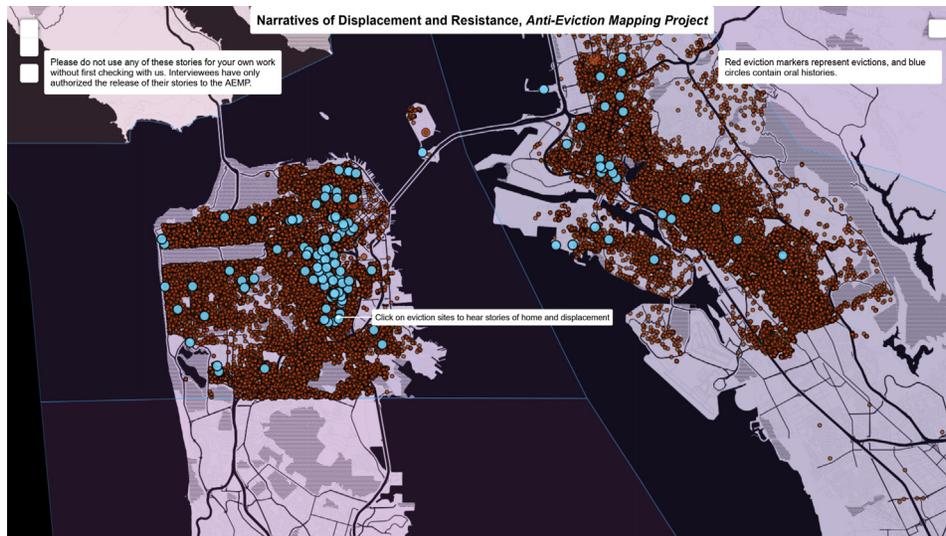 Narratives of Displacement and Resistance, Anti-Eviction Mapping Project
Please do not use any of these stories for your own work
without first checking with us. Interviewees have only
authorized the release of their stories to the AEMP.
Red eviction markers represent evictions, and blue
circles contain oral histories.
Click on eviction sites to hear stories of home and displacement